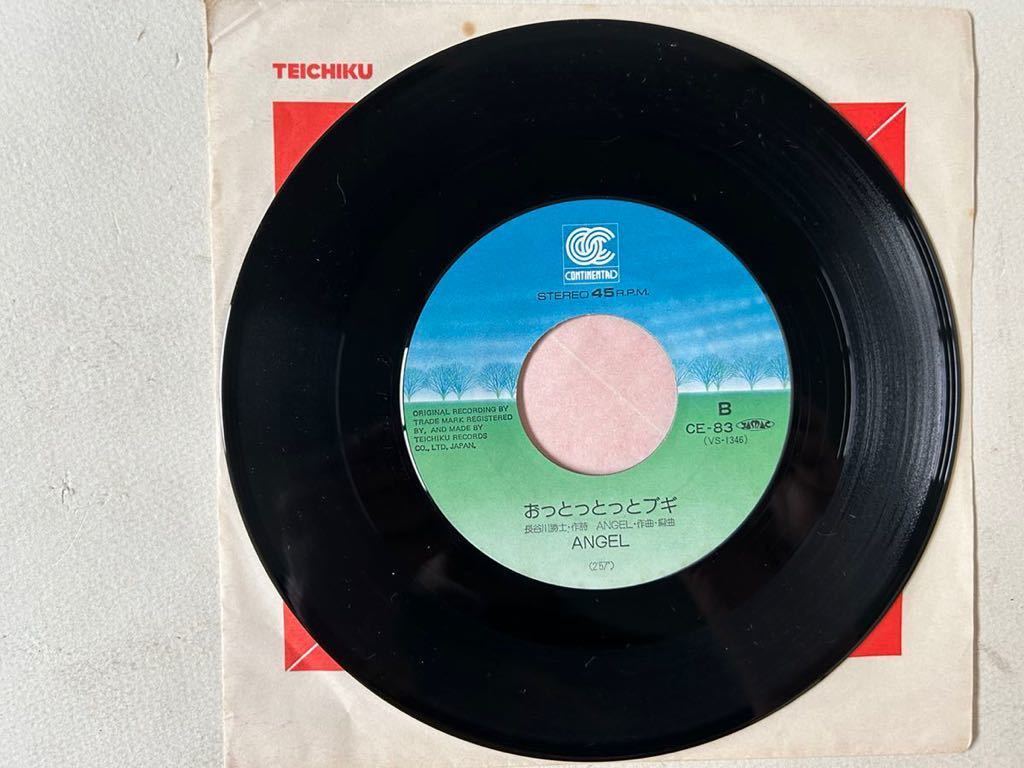 TEICHIKU
CONTINENTAL
STEREO 45 R.P.M.
ORIGINAL RECORDING BY
TRADE MARK REGISTERED
BY, AND MADE BY
TEICHIKU RECORDS
CO., LTD. JAPAN.
B
CE-83
(VS-1346)
おっとっとっとブギ
長谷川勝士・作詩 ANGEL・作曲・編曲
ANGEL
(2'57")